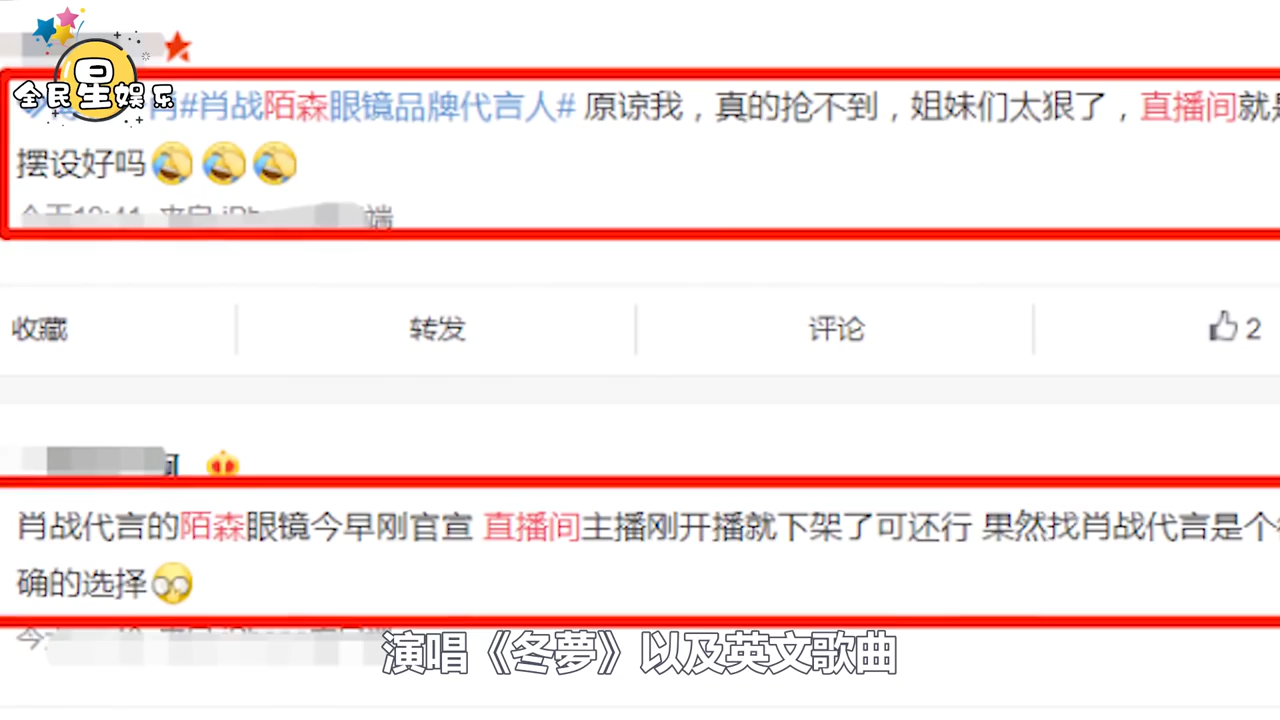 全民星娱乐
肖#肖战陌森眼镜品牌代言人# 原谅我，真的抢不到，姐妹们太狠了，直播间就是
摆设好吗
端
收藏
转发
评论
2
肖战代言的陌森眼镜今早刚官宣 直播间主播刚开播就下架了可还行 果然找肖战代言是个
确的选择
演唱《冬夢》以及英文歌曲